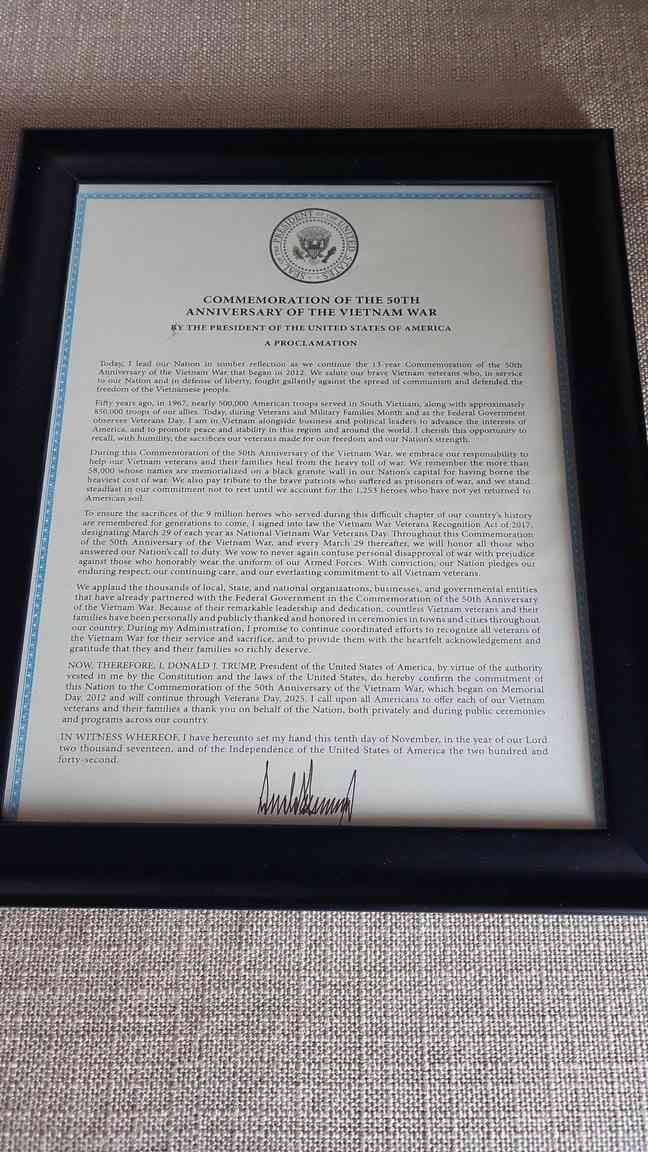 SEAL OF THE PRESIDENT OF THE UNITED STATES
COMMEMORATION OF THE 50TH
ANNIVERSARY OF THE VIETNAM WAR
BY THE PRESIDENT OF THE UNITED STATES OF AMERICA
A PROCLAMATION
Today, I lead our Nation in somber reflection as we continue the 13-year Commemoration of the 50th
Anniversary of the Vietnam War that began in 2012. We salute our brave Vietnam veterans who, in service
to our Nation and in defense of liberty, fought gallantly against the spread of communism and defended the
freedom of the Vietnamese people.
Fifty years ago, in 1967, nearly 500,000 American troops served in South Vietnam, along with approximately
850,000 troops of our allies. Today, during Veterans and Military Families Month and as the Federal Government
observes Veterans Day, I am in Vietnam alongside business and political leaders to advance the interests of
America, and to promote peace and stability in this region and around the world. I cherish this opportunity to
recall, with humility, the sacrifices our veterans made for our freedom and our Nation's strength.
During this Commemoration of the 50th Anniversary of the Vietnam War, we embrace our responsibility to
help our Vietnam veterans and their families heal from the heavy toll of war. We remember the more than
58,000 whose names are memorialized on a black granite wall in our Nation's capital for having borne the
heaviest cost of war. We also pay tribute to the brave patriots who suffered as prisoners of war, and we stand
steadfast in our commitment not to rest until we account for the 1,253 heroes who have not yet returned to
American soil.
To ensure the sacrifices of the 9 million heroes who served during this difficult chapter of our country's history
are remembered for generations to come, I signed into law the Vietnam War Veterans Recognition Act of 2017,
designating March 29 of each year as National Vietnam War Veterans Day. Throughout this Commemoration
of the 50th Anniversary of the Vietnam War, and every March 29 thereafter, we will honor all those who
answered our Nation's call to duty. We vow to never again confuse personal disapproval of war with prejudice
against those who honorably wear the uniform of our Armed Forces. With conviction, our Nation pledges our
enduring respect, our continuing care, and our everlasting commitment to all Vietnam veterans.
We applaud the thousands of local, State, and national organizations, businesses, and governmental entities
that have already partnered with the Federal Government in the Commemoration of the 50th Anniversary
of the Vietnam War. Because of their remarkable leadership and dedication, countless Vietnam veterans and their
families have been personally and publicly thanked and honored in ceremonies in towns and cities throughout
our country. During my Administration, I promise to continue coordinated efforts to recognize all veterans of
the Vietnam War for their service and sacrifice, and to provide them with the heartfelt acknowledgement and
gratitude that they and their families so richly deserve.
NOW, THEREFORE, I, DONALD J. TRUMP, President of the United States of America, by virtue of the authority
vested in me by the Constitution and the laws of the United States, do hereby confirm the commitment of
this Nation to the Commemoration of the 50th Anniversary of the Vietnam War, which began on Memorial
Day, 2012 and will continue through Veterans Day, 2025. I call upon all Americans to offer each of our Vietnam
veterans and their families a thank you on behalf of the Nation, both privately and during public ceremonies
and programs across our country.
IN WITNESS WHEREOF, I have hereunto set my hand this tenth day of November, in the year of our Lord
two thousand seventeen, and of the Independence of the United States of America the two hundred and
forty-second.